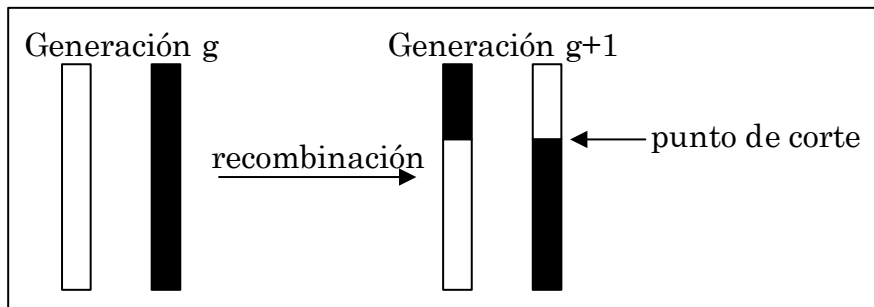 Generación g
Generación g+1
recombinación
punto de corte